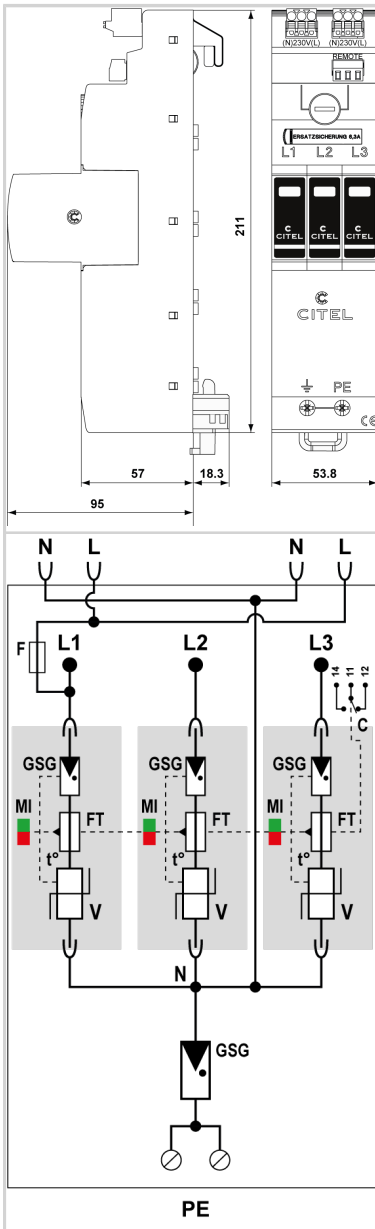 (N)230V(L) (N)230V(L)
REMOTE
ERSATZSICHERUNG 6,3A
L1 L2 L3
C C C
CITEL CITEL CITEL
211
C
CITEL
PE
CE
57 18.3 53.8
95
N L N L
F L1 L2 L3
14 11 12
C
GSG GSG GSG
MI FT MI FT MI FT
t° t° t°
V V V
N
GSG
PE